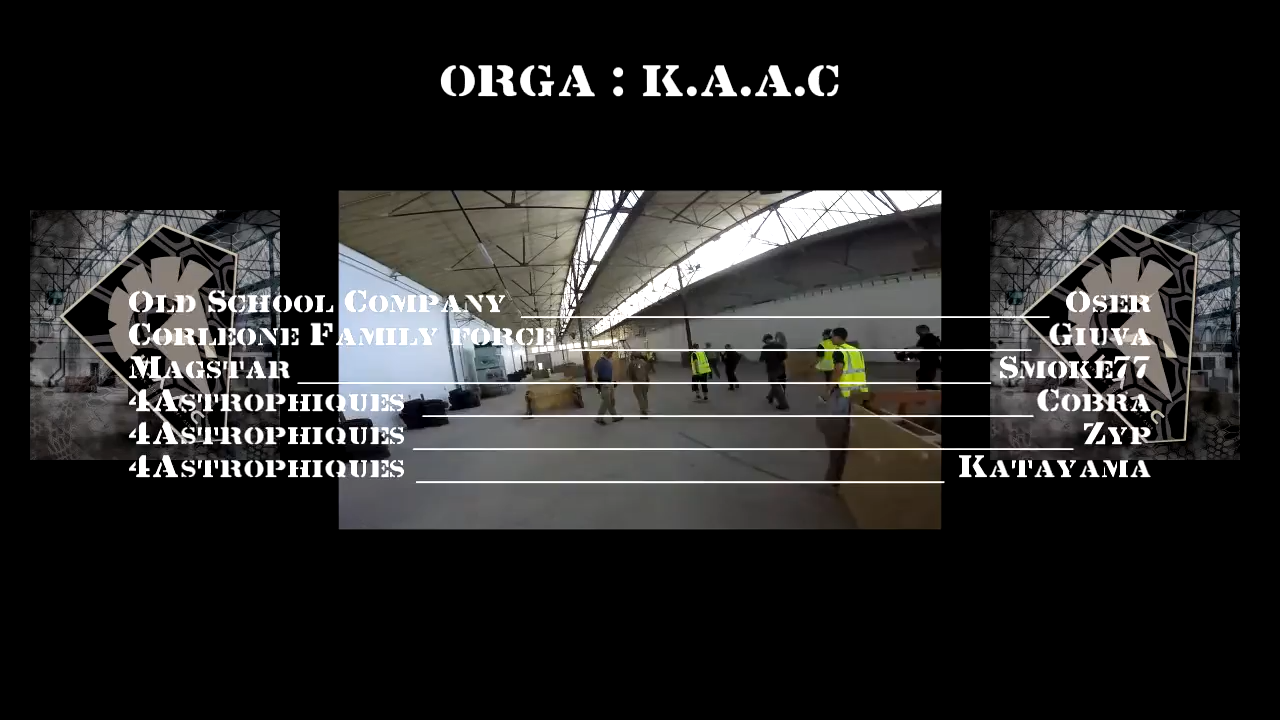 ORGA : K.A.A.C
Old School Company Oser
Corleone Family force Giuva
Magstar Smoke77
4Astrophiques Cobra
4Astrophiques Zyp
4Astrophiques Katayama